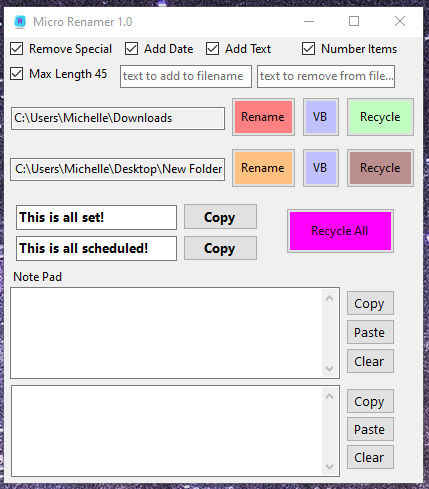 Micro Renamer 1.0
Remove Special Add Date Add Text Number Items
Max Length 45 text to add to filename text to remove from file...
C:\Users\Michelle\Downloads Rename VB Recycle
C:\Users\Michelle\Desktop\New Folder Rename VB Recycle
This is all set! Copy
Recycle All
This is all scheduled! Copy
Note Pad
Copy
Paste
Clear
Copy
Paste
Clear